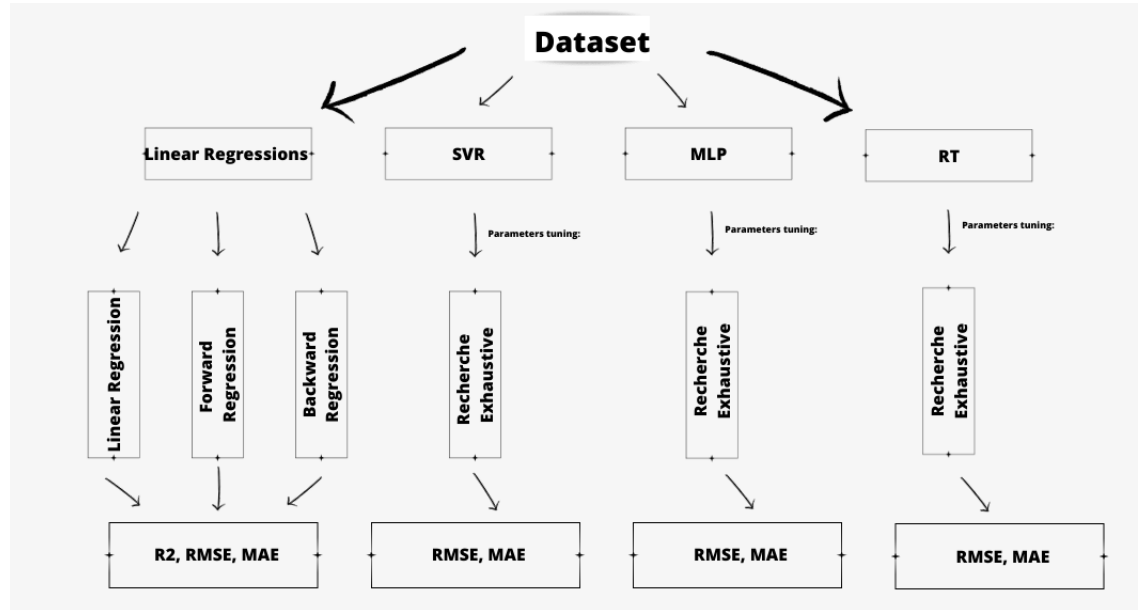 Dataset
Linear Regressions
SVR
MLP
RT
Parameters tuning:
Parameters tuning:
Parameters tuning:
Linear Regression
Forward
Regression
Backward
Regression
Recherche
Exhaustive
Recherche
Exhaustive
Recherche
Exhaustive
R2, RMSE, MAE
RMSE, MAE
RMSE, MAE
RMSE, MAE